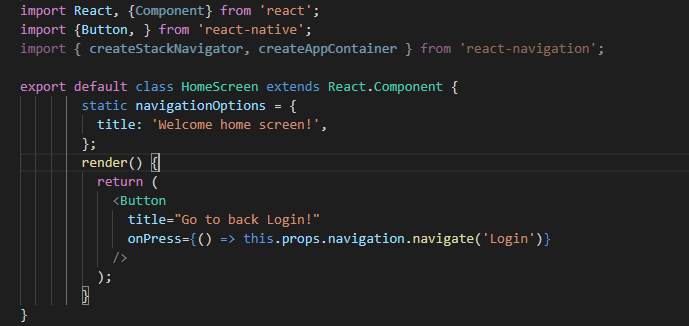 import React, {Component} from 'react';
import {Button, } from 'react-native';
import { createStackNavigator, createAppContainer } from 'react-navigation';
export default class HomeScreen extends React.Component {
static navigationOptions = {
title: 'Welcome home screen!',
};
render() {
return (
<Button
title="Go to back Login!"
onPress={() => this.props.navigation.navigate('Login')}
/>
);
}
}